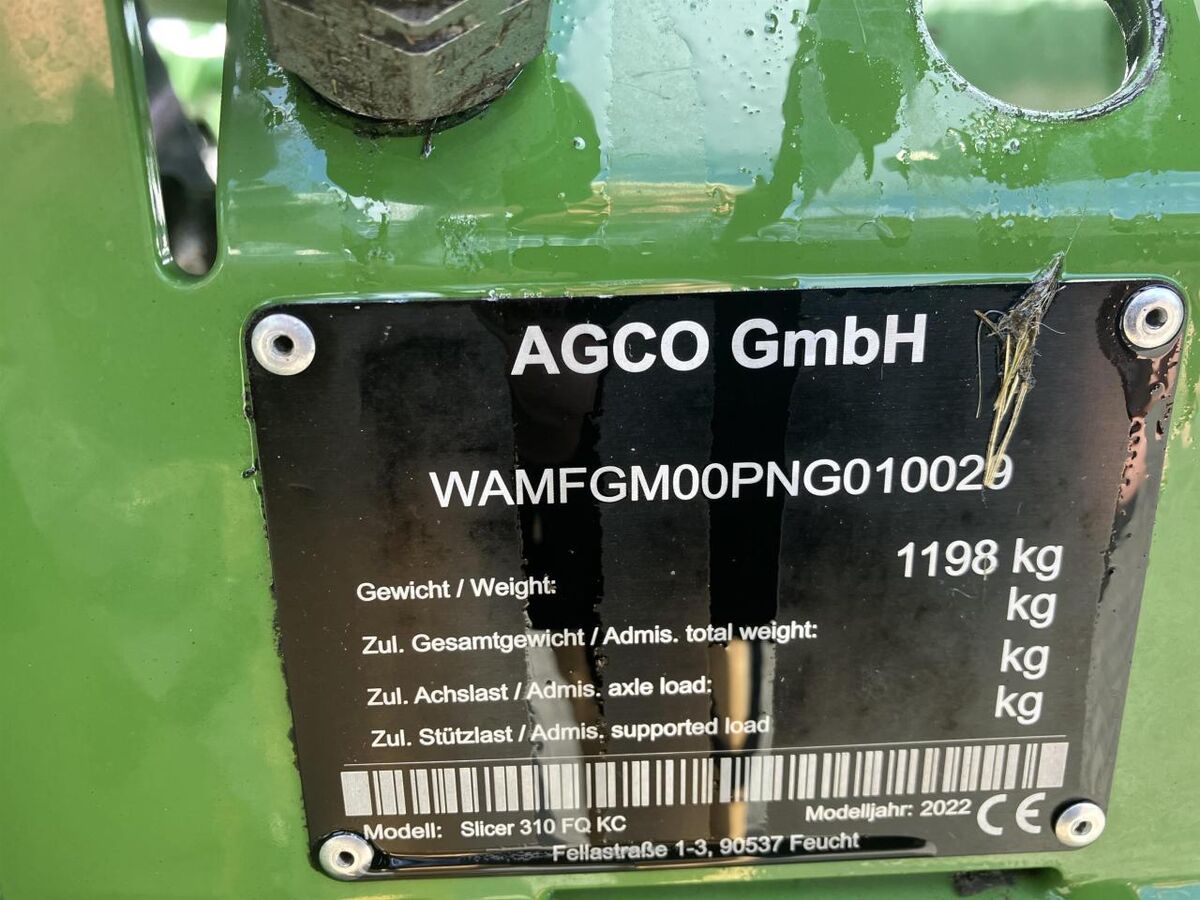 AGCO GmbH
WAMFGM00PNG010029
Gewicht / Weight: 1198 kg
Zul. Gesamtgewicht / Admis. total weight: kg
Zul. Achslast / Admis. axle load: kg
Zul. Stützlast / Admis. supported load kg
Modell: Slicer 310 FQ KC Modelljahr: 2022 CE
Fellastraße 1-3, 90537 Feucht